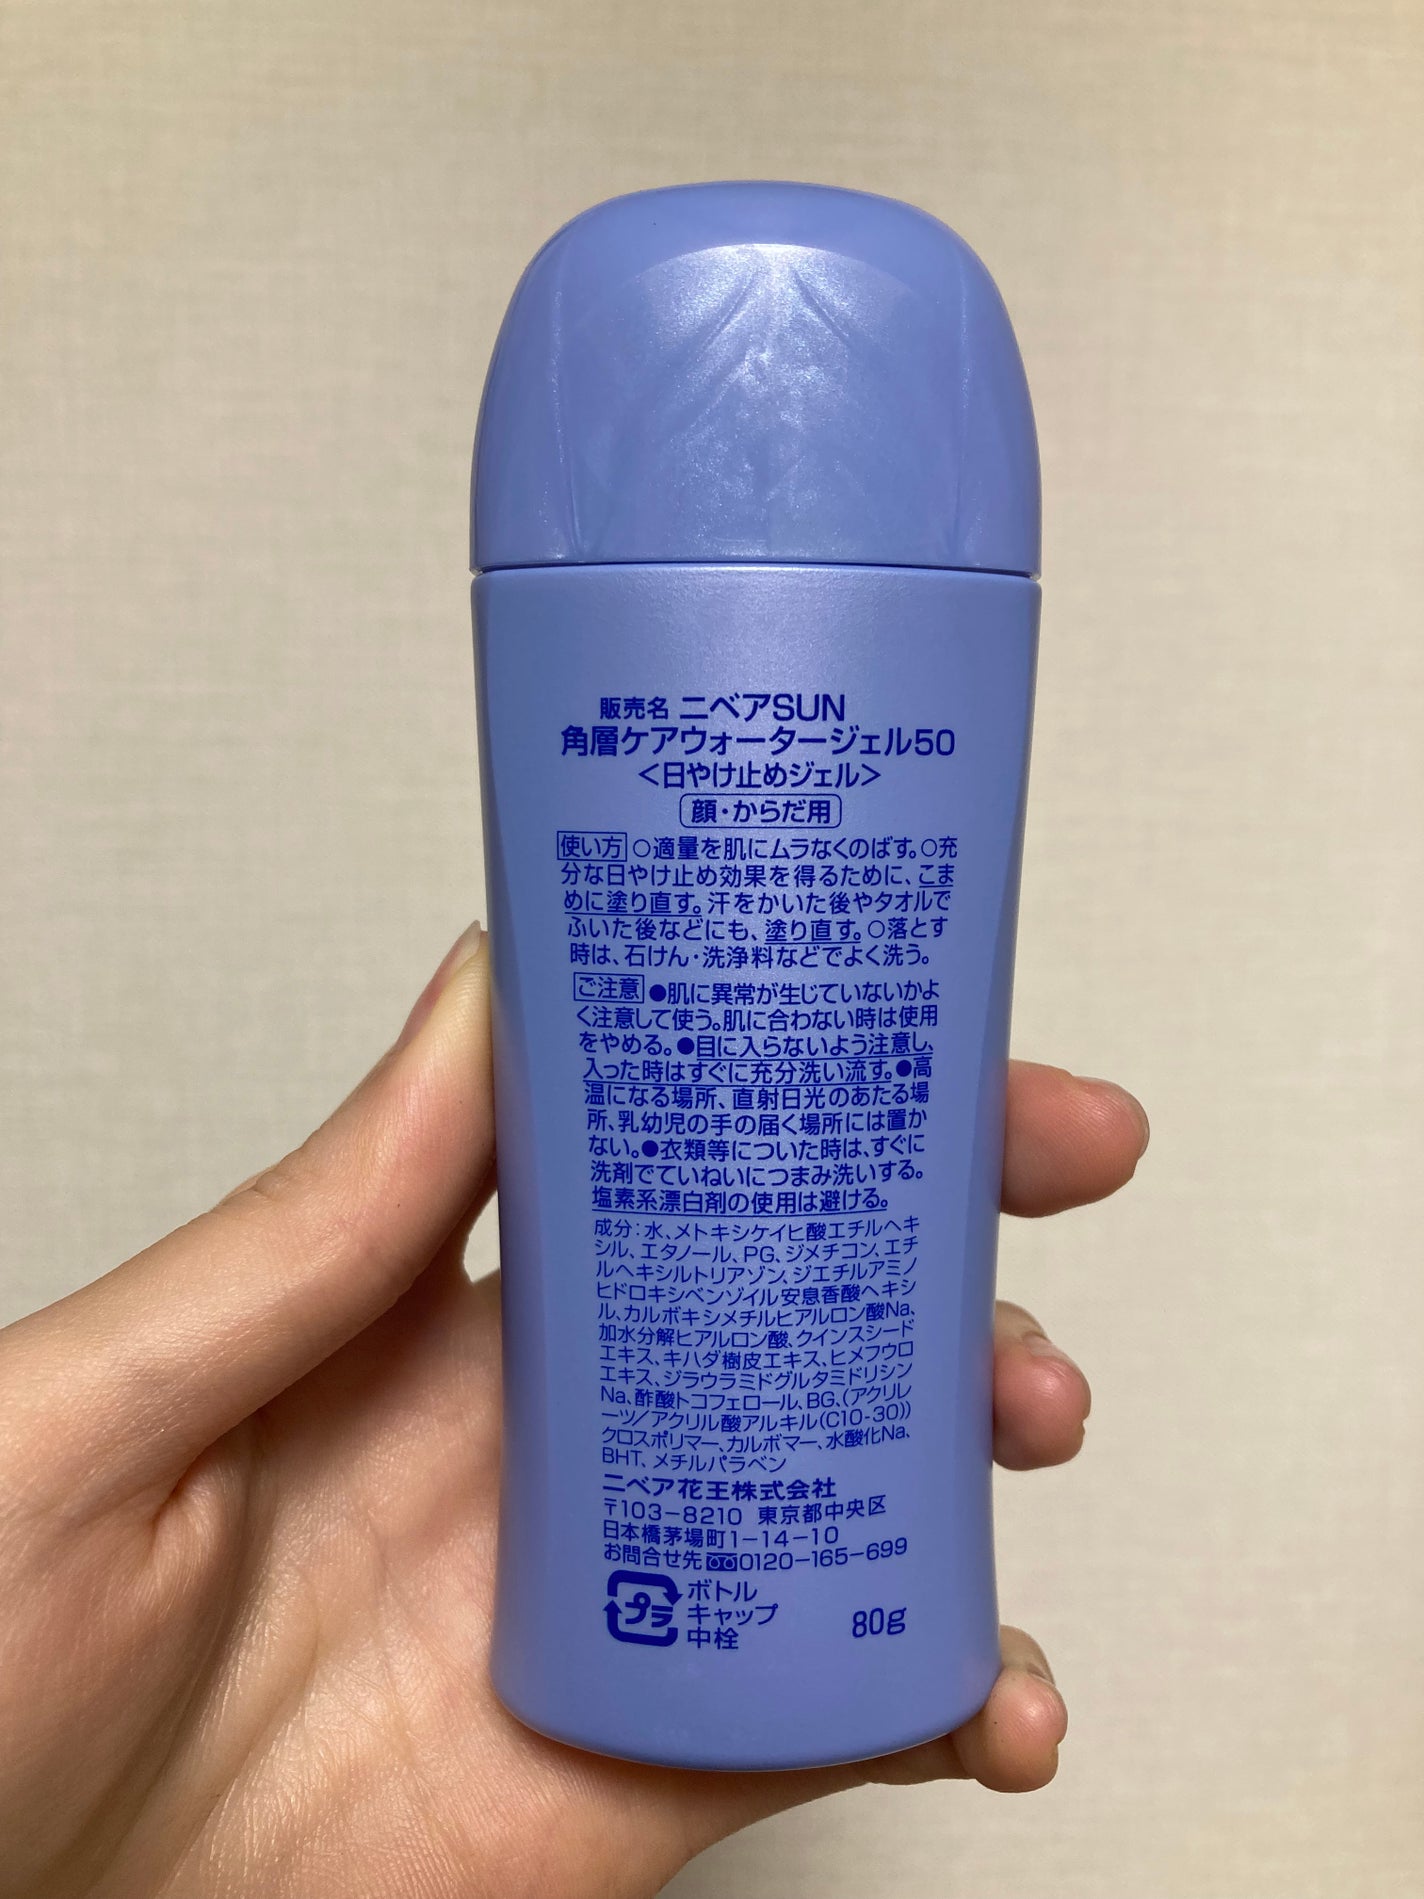 販売名 ニベアSUN
角層ケアウォータージェル50
<日やけ止めジェル>
顔・からだ用
使い方 ○適量を肌にムラなくのばす。○充
分な日やけ止め効果を得るために、こま
めに塗り直す。汗をかいた後やタオルで
ふいた後などにも、塗り直す。○落とす
時は、石けん・洗浄料などでよく洗う。
ご注意 ●肌に異常が生じていないかよ
く注意して使う。肌に合わない時は使用
をやめる。●目に入らないよう注意し、
入った時はすぐに充分洗い流す。●高
温になる場所、直射日光のあたる場
所、乳幼児の手の届く場所には置か
ない。●衣類等についた時は、すぐに
洗剤でていねいにつまみ洗いする。
塩素系漂白剤の使用は避ける。
成分:水、メトキシケイヒ酸エチルヘキ
シル、エタノール、PG、ジメチコン、エチ
ルヘキシルトリアゾン、ジエチルアミノ
ヒドロキシベンゾイル安息香酸ヘキシ
ル、カルボキシメチルヒアルロン酸Na、
加水分解ヒアルロン酸、クインスシード
エキス、キハダ樹皮エキス、ヒメフウロ
エキス、ジラウラミドグルタミドリシン
Na、酢酸トコフェロール、BG、(アクリレ
ーツ/アクリル酸アルキル(C10-30))
クロスポリマー、カルボマー、水酸化Na、
BHT、メチルパラベン
ニベア花王株式会社
〒103-8210 東京都中央区
日本橋茅場町1-14-10
お問合せ先 0120-165-699
プラ ボトル
キャップ
中栓
80g